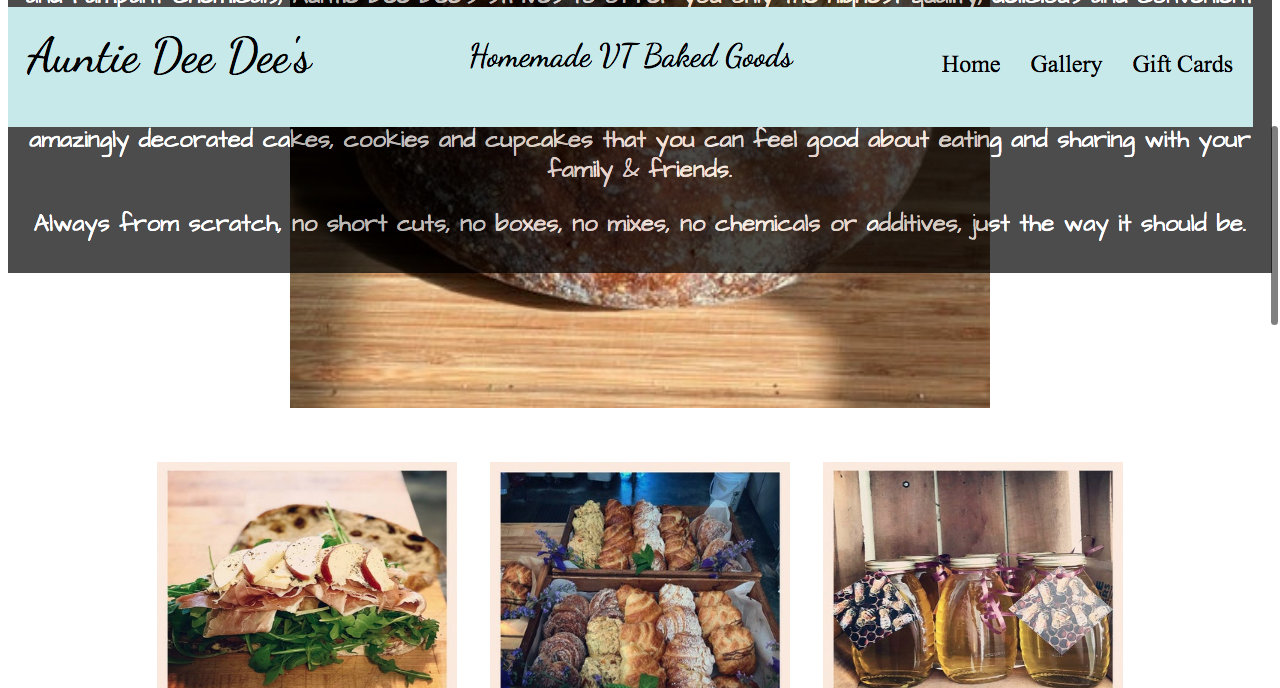 and rampant chemicals, Auntie Dee Dee's strives to offer you only the highest quality, delicious and convenient
Auntie Dee Dee's
Homemade VT Baked Goods
Home Gallery Gift Cards
amazingly decorated cakes, cookies and cupcakes that you can feel good about eating and sharing with your
family & friends.
Always from scratch, no short cuts, no boxes, no mixes, no chemicals or additives, just the way it should be.